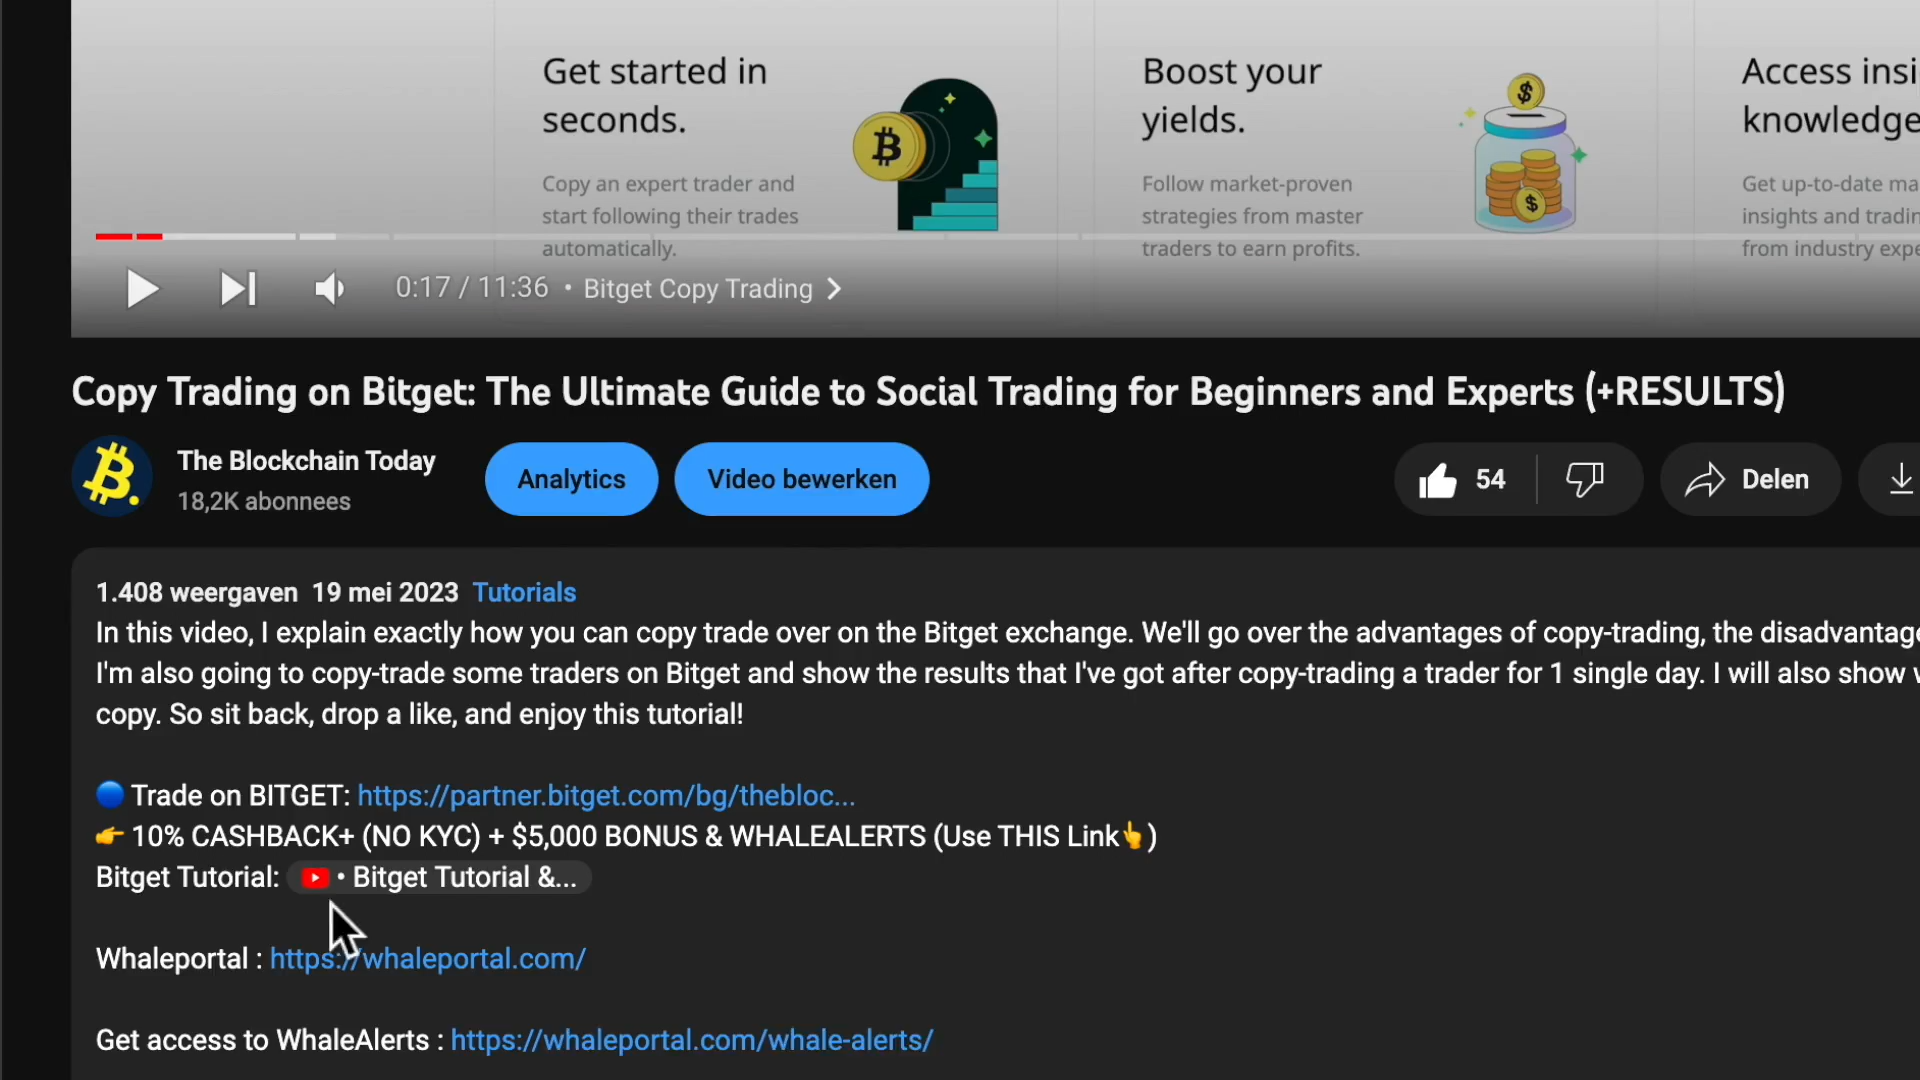 Get started in
seconds.
Copy an expert trader and
start following their trades
automatically.
Boost your
yields.
Follow market-proven
strategies from master
traders to earn profits.
Access insi
knowledge
Get up-to-date ma
insights and tradin
from industry expe
0:17 / 11:36 • Bitget Copy Trading
Copy Trading on Bitget: The Ultimate Guide to Social Trading for Beginners and Experts (+RESULTS)
The Blockchain Today
18,2K abonnees
Analytics
Video bewerken
54
Delen
1.408 weergaven 19 mei 2023 Tutorials
In this video, I explain exactly how you can copy trade over on the Bitget exchange. We'll go over the advantages of copy-trading, the disadvantage
I'm also going to copy-trade some traders on Bitget and show the results that I've got after copy-trading a trader for 1 single day. I will also show
copy. So sit back, drop a like, and enjoy this tutorial!
🔵 Trade on BITGET: https://partner.bitget.com/bg/thebloc...
👉 10% CASHBACK+ (NO KYC) + $5,000 BONUS & WHALEALERTS (Use THIS Link👆)
Bitget Tutorial: • Bitget Tutorial &...
Whaleportal : https://whaleportal.com/
Get access to WhaleAlerts : https://whaleportal.com/whale-alerts/